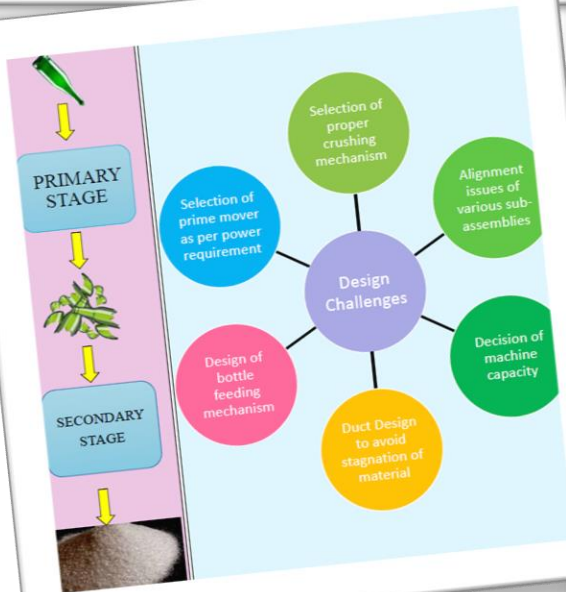 PRIMARY
STAGE
SECONDARY
STAGE
Selection of
proper
crushing
mechanism
Alignment
issues of
various sub-
assemblies
Decision of
machine
capacity
Duct Design
to avoid
stagnation of
material
Design of
bottle
feeding
mechanism
Selection of
prime mover
as per power
requirement
Design
Challenges